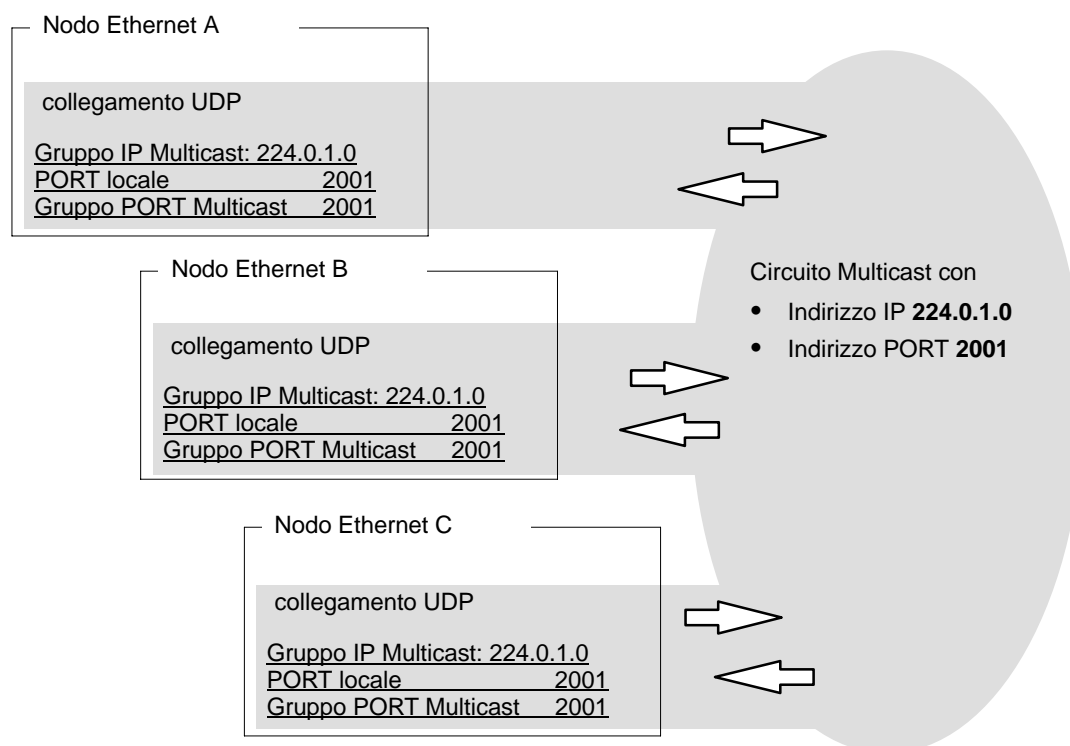 Nodo Ethernet A
collegamento UDP
Gruppo IP Multicast: 224.0.1.0
PORT locale 2001
Gruppo PORT Multicast 2001
Nodo Ethernet B
collegamento UDP
Gruppo IP Multicast: 224.0.1.0
PORT locale 2001
Gruppo PORT Multicast 2001
Circuito Multicast con
• Indirizzo IP 224.0.1.0
• Indirizzo PORT 2001
Nodo Ethernet C
collegamento UDP
Gruppo IP Multicast: 224.0.1.0
PORT locale 2001
Gruppo PORT Multicast 2001